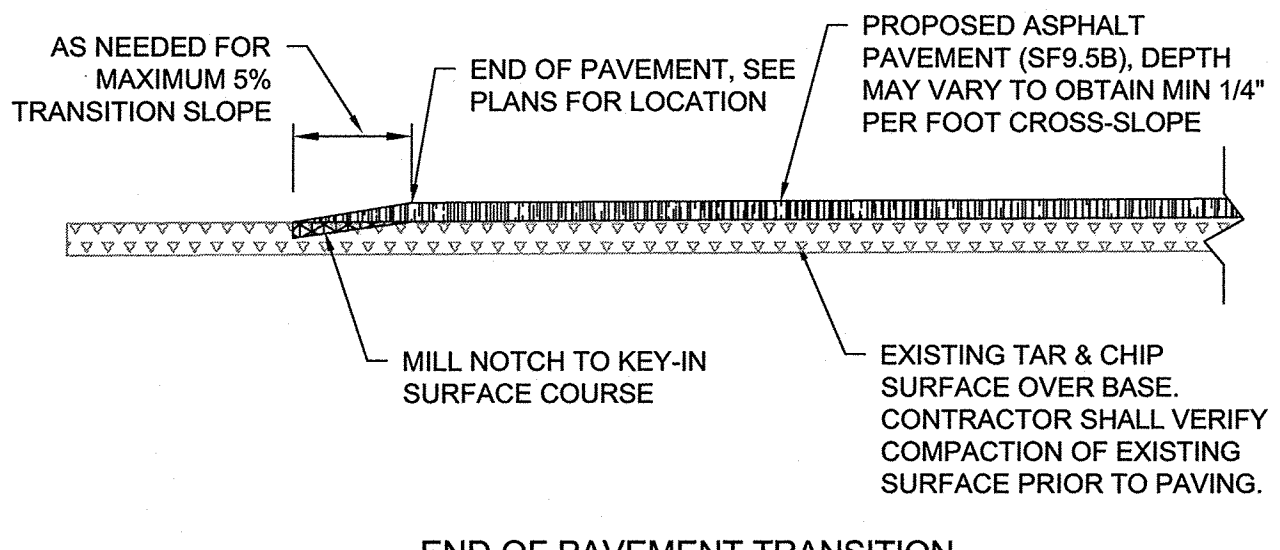 AS NEEDED FOR
MAXIMUM 5%
TRANSITION SLOPE
END OF PAVEMENT, SEE
PLANS FOR LOCATION
PROPOSED ASPHALT
PAVEMENT (SF9.5B), DEPTH
MAY VARY TO OBTAIN MIN 1/4"
PER FOOT CROSS-SLOPE
MILL NOTCH TO KEY-IN
SURFACE COURSE
EXISTING TAR & CHIP
SURFACE OVER BASE.
CONTRACTOR SHALL VERIFY
COMPACTION OF EXISTING
SURFACE PRIOR TO PAVING.
END OF PAVEMENT TRANSITION